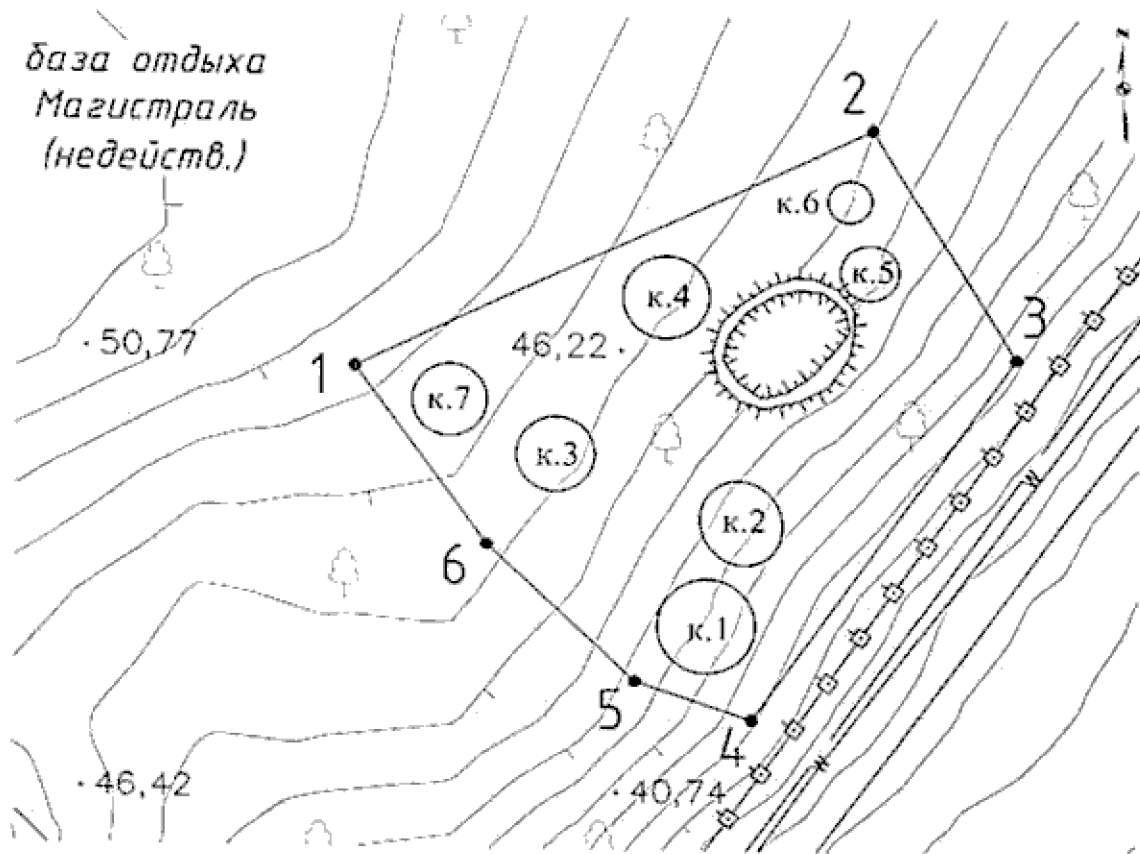 база отдыха
Магистраль
(недейств.)
N
2
к.6
к.5
к.4
3
50,77
46,22
1
к.7
к.3
W
к.2
6
к.1
5
4
W
46,42
40,74